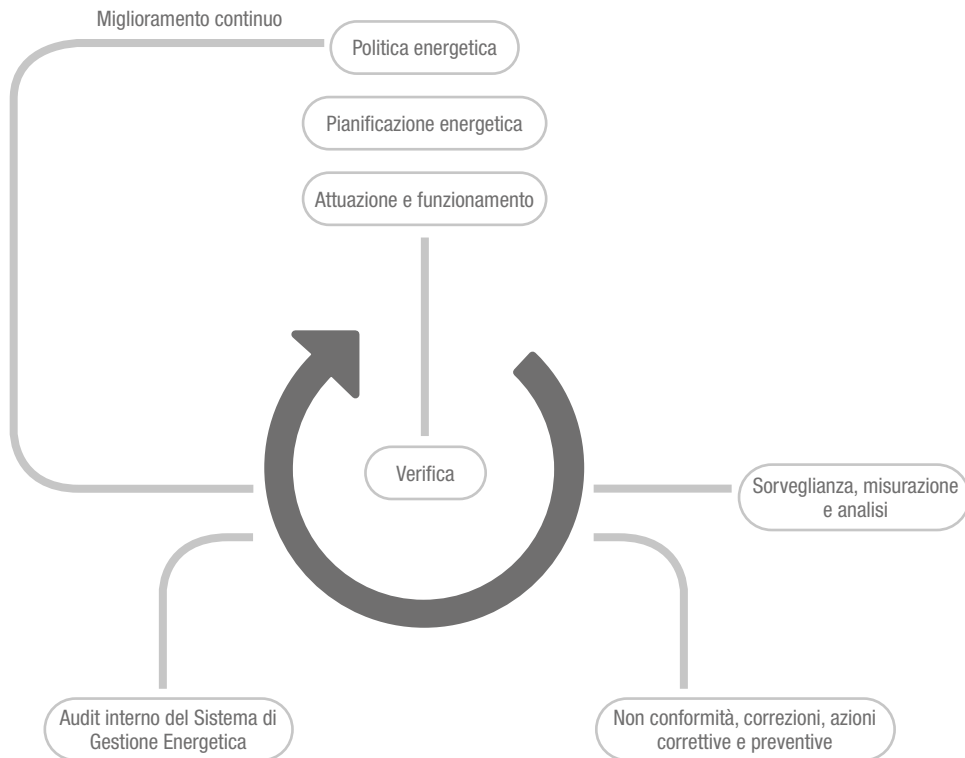 Miglioramento continuo
Politica energetica
Pianificazione energetica
Attuazione e funzionamento
Verifica
Sorveglianza, misurazione
e analisi
Audit interno del Sistema di
Gestione Energetica
Non conformità, correzioni, azioni
correttive e preventive